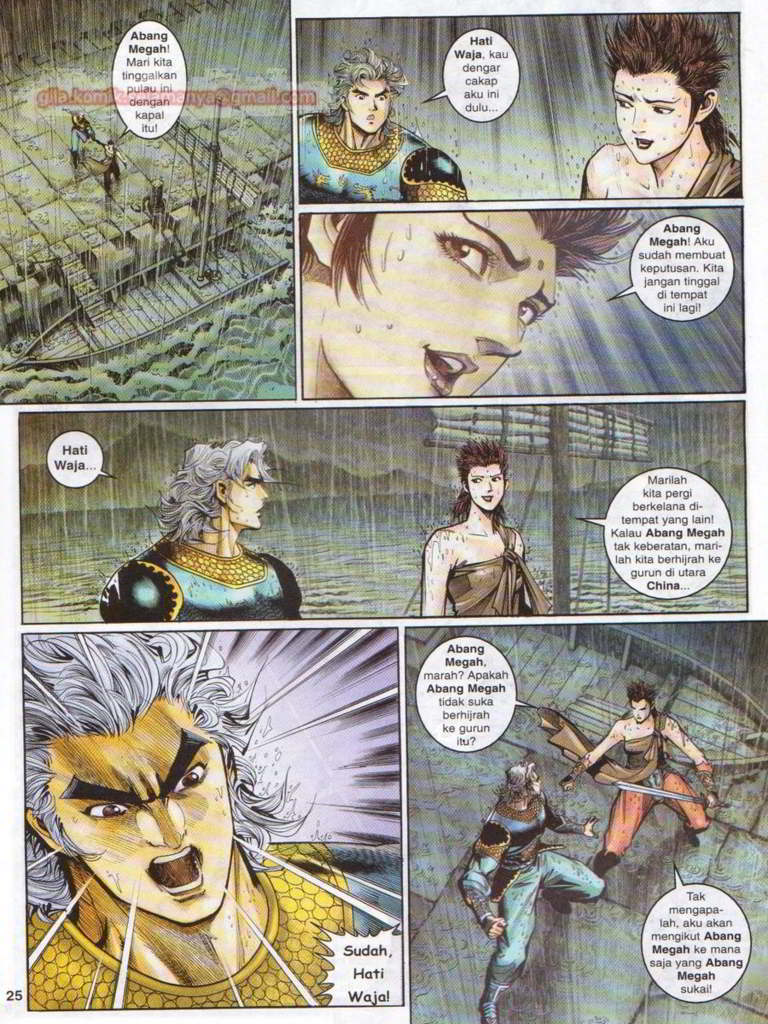 Abang
Megah!
Mari kita
tinggalkan
pulau ini
dengan
kapal
itu!
Hati
Waja, kau
dengar
cakap
aku ini
dulu...
Abang
Megah! Aku
sudah membuat
keputusan. Kita
jangan tinggal
di tempat
ini lagi!
Hati
Waja...
Marilah
kita pergi
berkelana di-
tempat yang lain!
Kalau Abang Megah
tak keberatan, mari-
lah kita berhijrah ke
gurun di utara
China...
Sudah,
Hati
Waja!
Abang
Megah,
marah? Apakah
Abang Megah
tidak suka
berhijrah
ke gurun
itu?
Tak
mengapa-
lah, aku akan
mengikut Abang
Megah ke mana
saja yang Abang
Megah
sukai!
25